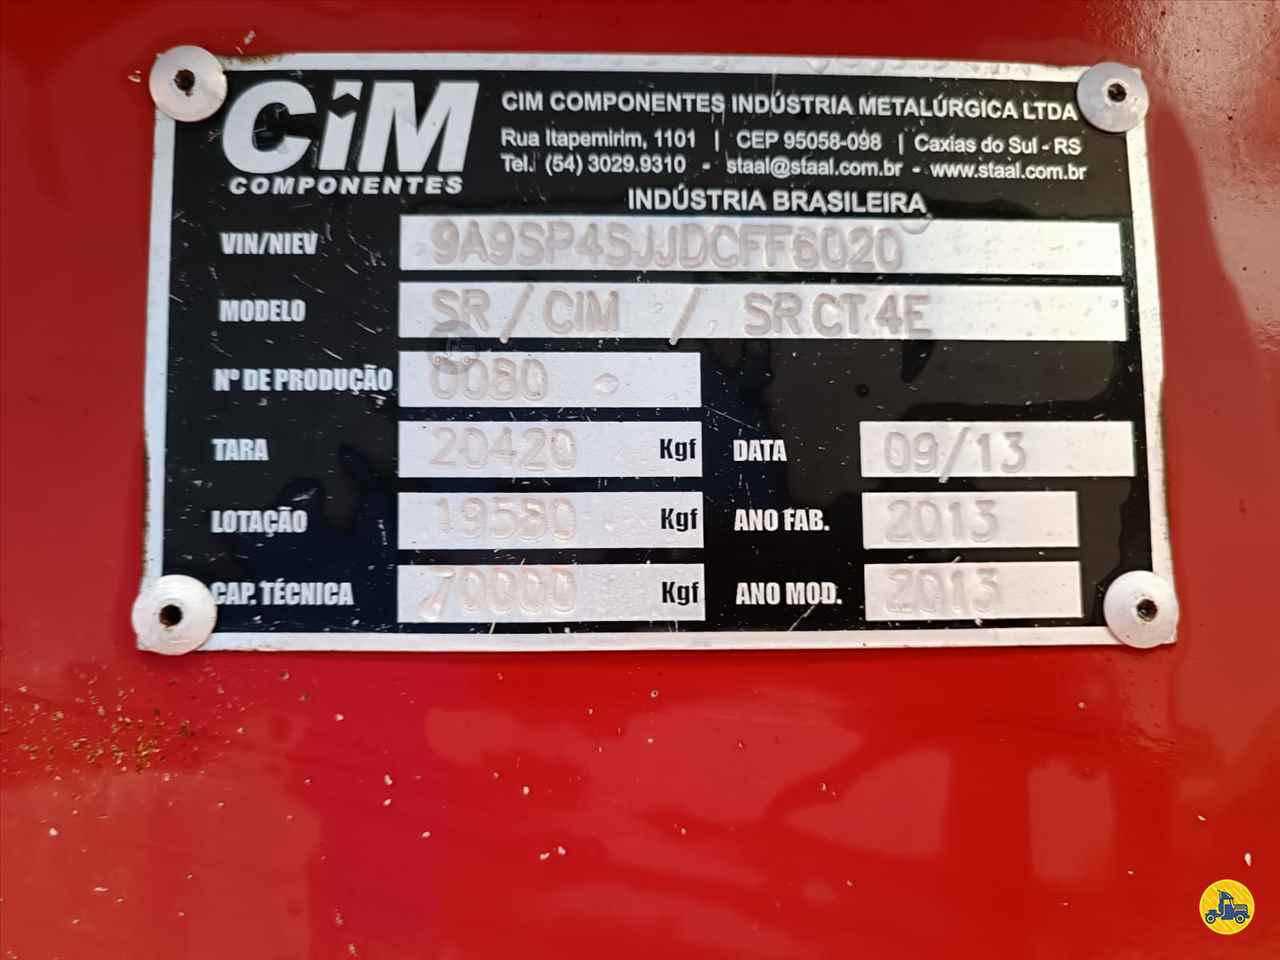 CiM
COMPONENTES
CIM COMPONENTES INDÚSTRIA METALÚRGICA LTDA
Rua Itapemirim, 1101 | CEP 95058-098 | Caxias do Sul - RS
Tel. (54) 3029.9310 - staal@staal.com.br - www.staal.com.br
INDÚSTRIA BRASILEIRA
VIN/NIEV 9A9SP4SJJDCFF6020
MODELO SR / CIM / SR CT 4E
Nº DE PRODUÇÃO 0080
TARA 20420 Kgf DATA 09/13
LOTAÇÃO 19580 Kgf ANO FAB. 2013
CAP. TÉCNICA 70000 Kgf ANO MOD. 2013